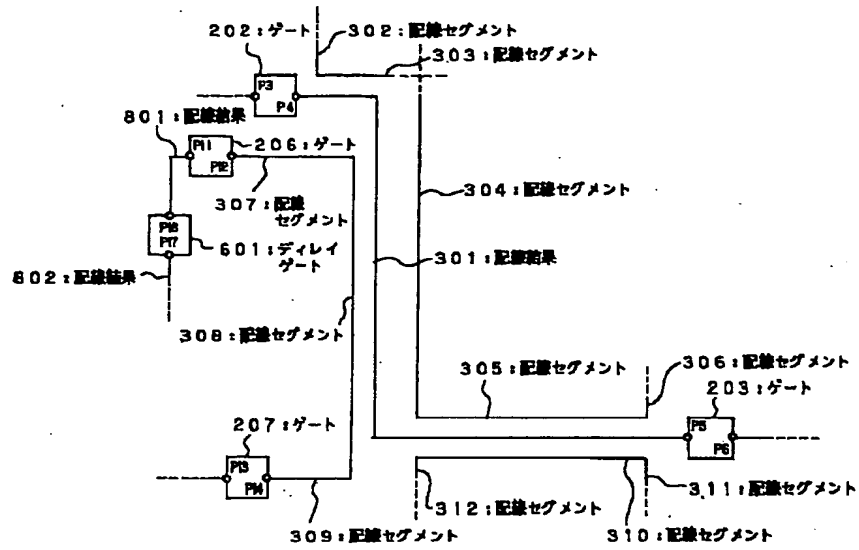 202:ゲート
302:配線セグメント
303:配線セグメント
P3
P4
801:配線結果
P11
P12
206:ゲート
307:配線
セグメント
304:配線セグメント
P16
P17
601:ディレイ
ゲート
301:配線結果
802:配線結果
308:配線セグメント
305:配線セグメント
306:配線セグメント
203:ゲート
P5
P6
207:ゲート
P13
P14
312:配線セグメント
311:配線セグメント
309:配線セグメント
310:配線セグメント